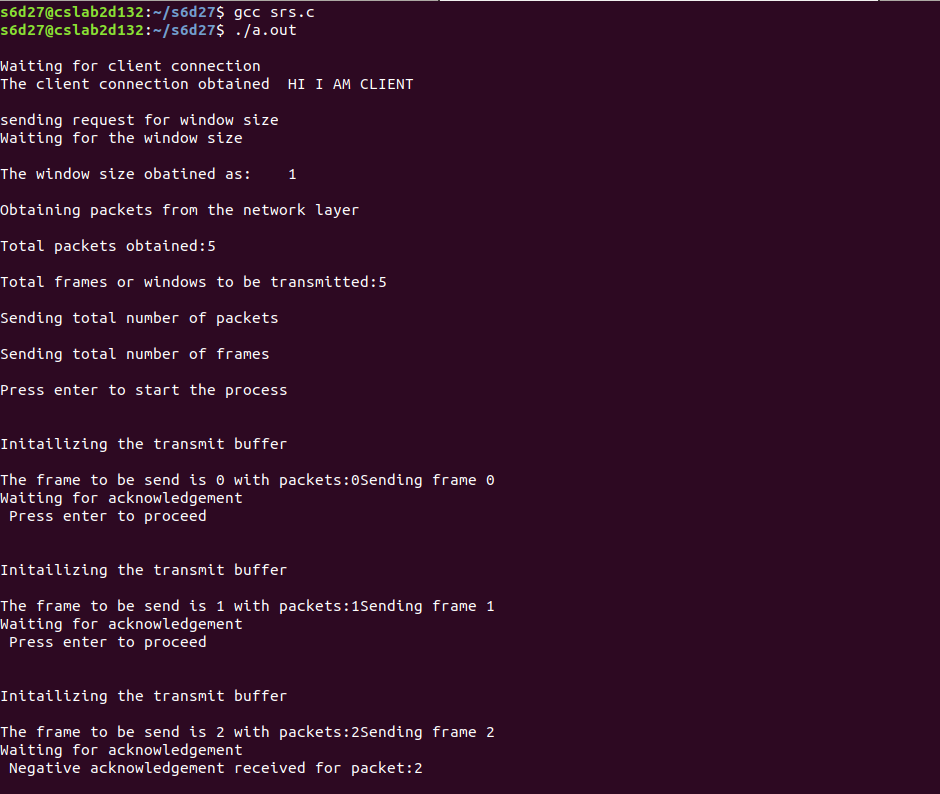 s6d27@cslab2d132:~/s6d27$ gcc srs.c
s6d27@cslab2d132:~/s6d27$ ./a.out
Waiting for client connection
The client connection obtained  HI I AM CLIENT
sending request for window size
Waiting for the window size
The window size obatined as:    1
Obtaining packets from the network layer
Total packets obtained:5
Total frames or windows to be transmitted:5
Sending total number of packets
Sending total number of frames
Press enter to start the process
Initailizing the transmit buffer
The frame to be send is 0 with packets:0Sending frame 0
Waiting for acknowledgement
 Press enter to proceed
Initailizing the transmit buffer
The frame to be send is 1 with packets:1Sending frame 1
Waiting for acknowledgement
 Press enter to proceed
Initailizing the transmit buffer
The frame to be send is 2 with packets:2Sending frame 2
Waiting for acknowledgement
 Negative acknowledgement received for packet:2